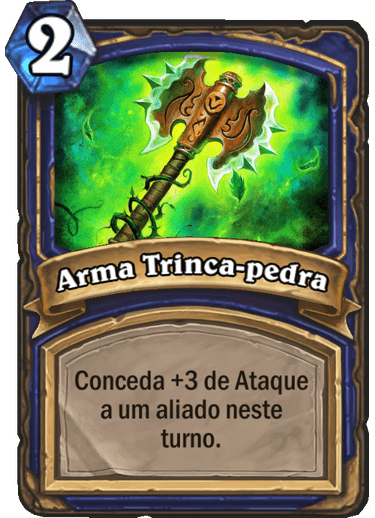 2
Arma Trinca-pedra
Conceda +3 de Ataque
a um aliado neste
turno.